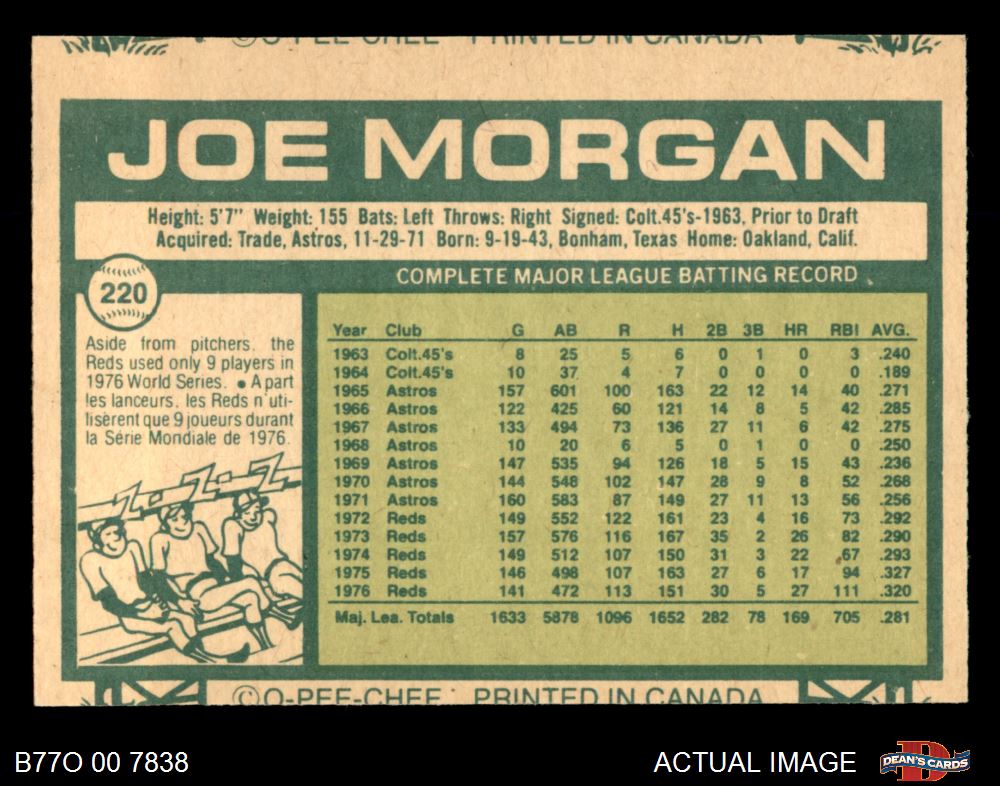 ©O-PEE-CHEE PRINTED IN CANADA
JOE MORGAN
Height: 5'7" Weight: 155 Bats: Left Throws: Right Signed: Colt.45's-1963, Prior to Draft
Acquired: Trade, Astros, 11-29-71 Born: 9-19-43, Bonham, Texas Home: Oakland, Calif.
220
COMPLETE MAJOR LEAGUE BATTING RECORD
Aside from pitchers, the
Reds used only 9 players in
1976 World Series. • A part
les lanceurs, les Reds n'uti-
lisèrent que 9 joueurs durant
la Série Mondiale de 1976.
Z Z Z
Year Club G AB R H 2B 3B HR RBI AVG.
1963 Colt.45's 8 25 5 6 0 1 0 3 .240
1964 Colt.45's 10 37 4 7 0 0 0 0 .189
1965 Astros 157 601 100 163 22 12 14 40 .271
1966 Astros 122 425 60 121 14 8 5 42 .285
1967 Astros 133 494 73 136 27 11 6 42 .275
1968 Astros 10 20 6 5 0 1 0 0 .250
1969 Astros 147 535 94 126 18 5 15 43 .236
1970 Astros 144 548 102 147 28 9 8 52 .268
1971 Astros 160 583 87 149 27 11 13 56 .256
1972 Reds 149 552 122 161 23 4 16 73 .292
1973 Reds 157 576 116 167 35 2 26 82 .290
1974 Reds 149 512 107 150 31 3 22 67 .293
1975 Reds 146 498 107 163 27 6 17 94 .327
1976 Reds 141 472 113 151 30 5 27 111 .320
Maj. Lea. Totals 1633 5878 1096 1652 282 78 169 705 .281
©O-PEE-CHEE PRINTED IN CANADA
B77O 00 7838
ACTUAL IMAGE
D
DEAN'S CARDS